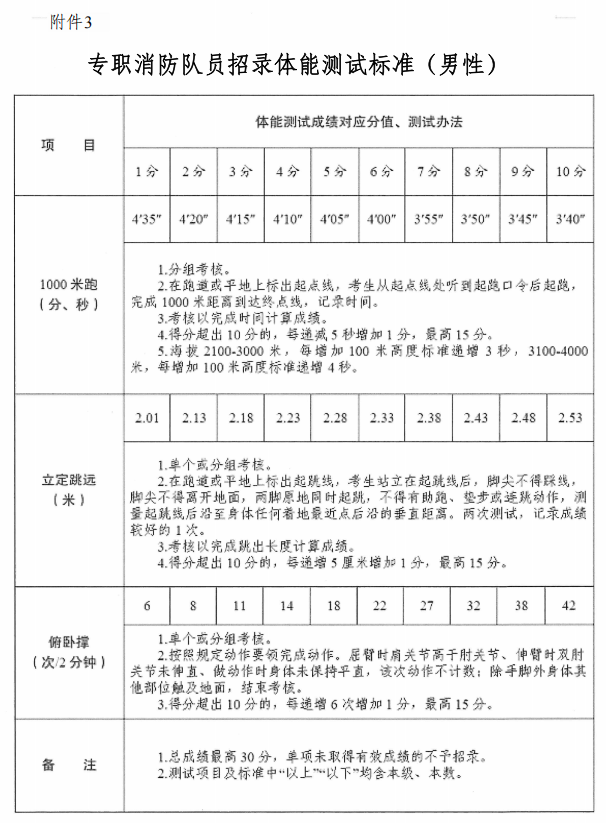 附件3
专职消防队员招录体能测试标准（男性）
项 目
体能测试成绩对应分值、测试办法
1分 2分 3分 4分 5分 6分 7分 8分 9分 10分
1000米跑
（分、秒）
4′35″ 4′20″ 4′15″ 4′10″ 4′05″ 4′00″ 3′55″ 3′50″ 3′45″ 3′40″
1.分组考核。
2.在跑道或平地上标出起点线，考生从起点线处听到起跑口令后起跑，
完成1000米距离到达终点线，记录时间。
3.考核以完成时间计算成绩。
4.得分超出10分的，每递减5秒增加1分，最高15分。
5.海拔2100-3000米，每增加100米高度标准递增3秒，3100-4000
米，每增加100米高度标准递增4秒。
立定跳远
（米）
2.01 2.13 2.18 2.23 2.28 2.33 2.38 2.43 2.48 2.53
1.单个或分组考核。
2.在跑道或平地上标出起跳线，考生站立在起跳线后，脚尖不得踩线，
脚尖不得离开地面，两脚原地同时起跳，不得有助跑、垫步或连跳动作，测
量起跳线后沿至身体任何着地最近点后沿的垂直距离。两次测试，记录成绩
较好的1次。
3.考核以完成跳出长度计算成绩。
4.得分超出10分的，每递增5厘米增加1分，最高15分。
俯卧撑
（次/2分钟）
6 8 11 14 18 22 27 32 38 42
1.单个或分组考核。
2.按照规定动作要领完成动作。屈臂时肩关节高于肘关节、伸臂时双肘
关节未伸直、做动作时身体未保持平直，该次动作不计数；除手脚外身体其
他部位触及地面，结束考核。
3.得分超出10分的，每递增6次增加1分，最高15分。
备 注
1.总成绩最高30分，单项未取得有效成绩的不予招录。
2.测试项目及标准中“以上”“以下”均含本级、本数。